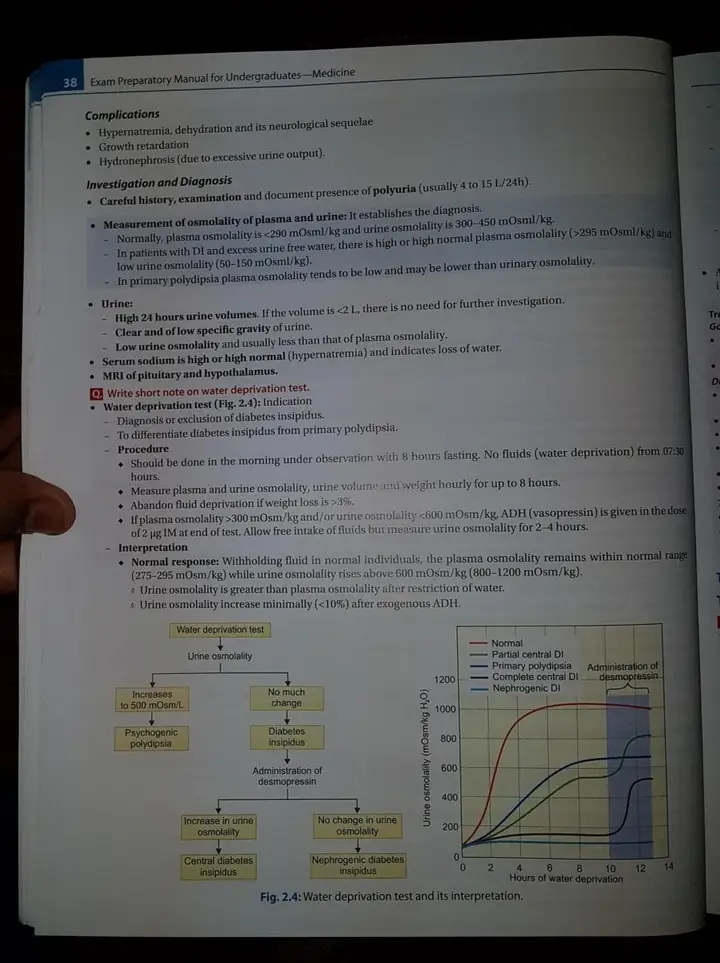 38 Exam Preparatory Manual for Undergraduates—Medicine
Complications
• Hypernatremia, dehydration and its neurological sequelae
• Growth retardation
• Hydronephrosis (due to excessive urine output).
Investigation and Diagnosis
• Careful history, examination and document presence of polyuria (usually 4 to 15 L/24h).
• Measurement of osmolality of plasma and urine: It establishes the diagnosis.
– Normally, plasma osmolality is <290 mOsml/kg and urine osmolality is 300–450 mOsml/kg.
– In patients with DI and excess urine free water, there is high or high normal plasma osmolality (>295 mOsml/kg) and
low urine osmolality (50–150 mOsml/kg).
– In primary polydipsia plasma osmolality tends to be low and may be lower than urinary osmolality.
• Urine:
– High 24 hours urine volumes. If the volume is <2 L, there is no need for further investigation.
– Clear and of low specific gravity of urine.
– Low urine osmolality and usually less than that of plasma osmolality.
• Serum sodium is high or high normal (hypernatremia) and indicates loss of water.
• MRI of pituitary and hypothalamus.
Q. Write short note on water deprivation test.
• Water deprivation test (Fig. 2.4): Indication
– Diagnosis or exclusion of diabetes insipidus.
– To differentiate diabetes insipidus from primary polydipsia.
– Procedure
◆ Should be done in the morning under observation with 8 hours fasting. No fluids (water deprivation) from 07:30
hours.
◆ Measure plasma and urine osmolality, urine volume and weight hourly for up to 8 hours.
◆ Abandon fluid deprivation if weight loss is >3%.
◆ If plasma osmolality >300 mOsm/kg and/or urine osmolality <600 mOsm/kg, ADH (vasopressin) is given in the dose
of 2 µg IM at end of test. Allow free intake of fluids but measure urine osmolality for 2–4 hours.
– Interpretation
◆ Normal response: Withholding fluid in normal individuals, the plasma osmolality remains within normal range
(275–295 mOsm/kg) while urine osmolality rises above 600 mOsm/kg (800–1200 mOsm/kg).
◦ Urine osmolality is greater than plasma osmolality after restriction of water.
◦ Urine osmolality increase minimally (<10%) after exogenous ADH.
Water deprivation test
Urine osmolality
Increases
to 500 mOsm/L
No much
change
Psychogenic
polydipsia
Diabetes
insipidus
Administration of
desmopressin
Increase in urine
osmolality
No change in urine
osmolality
Central diabetes
insipidus
Nephrogenic diabetes
insipidus
Normal
Partial central DI
Primary polydipsia
Complete central DI
Nephrogenic DI
Administration of
desmopressin
Urine osmolality (mOsm/kg H₂O)
1200
1000
800
600
400
200
0
0 2 4 6 8 10 12 14
Hours of water deprivation
Fig. 2.4: Water deprivation test and its interpretation.